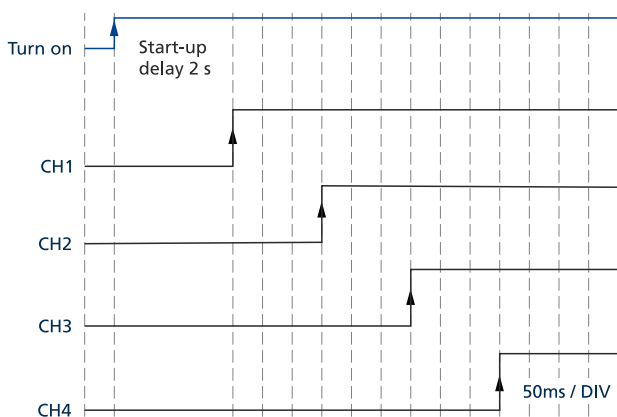 Turn on
Start-up
delay 2 s
CH1
CH2
CH3
CH4
50ms / DIV